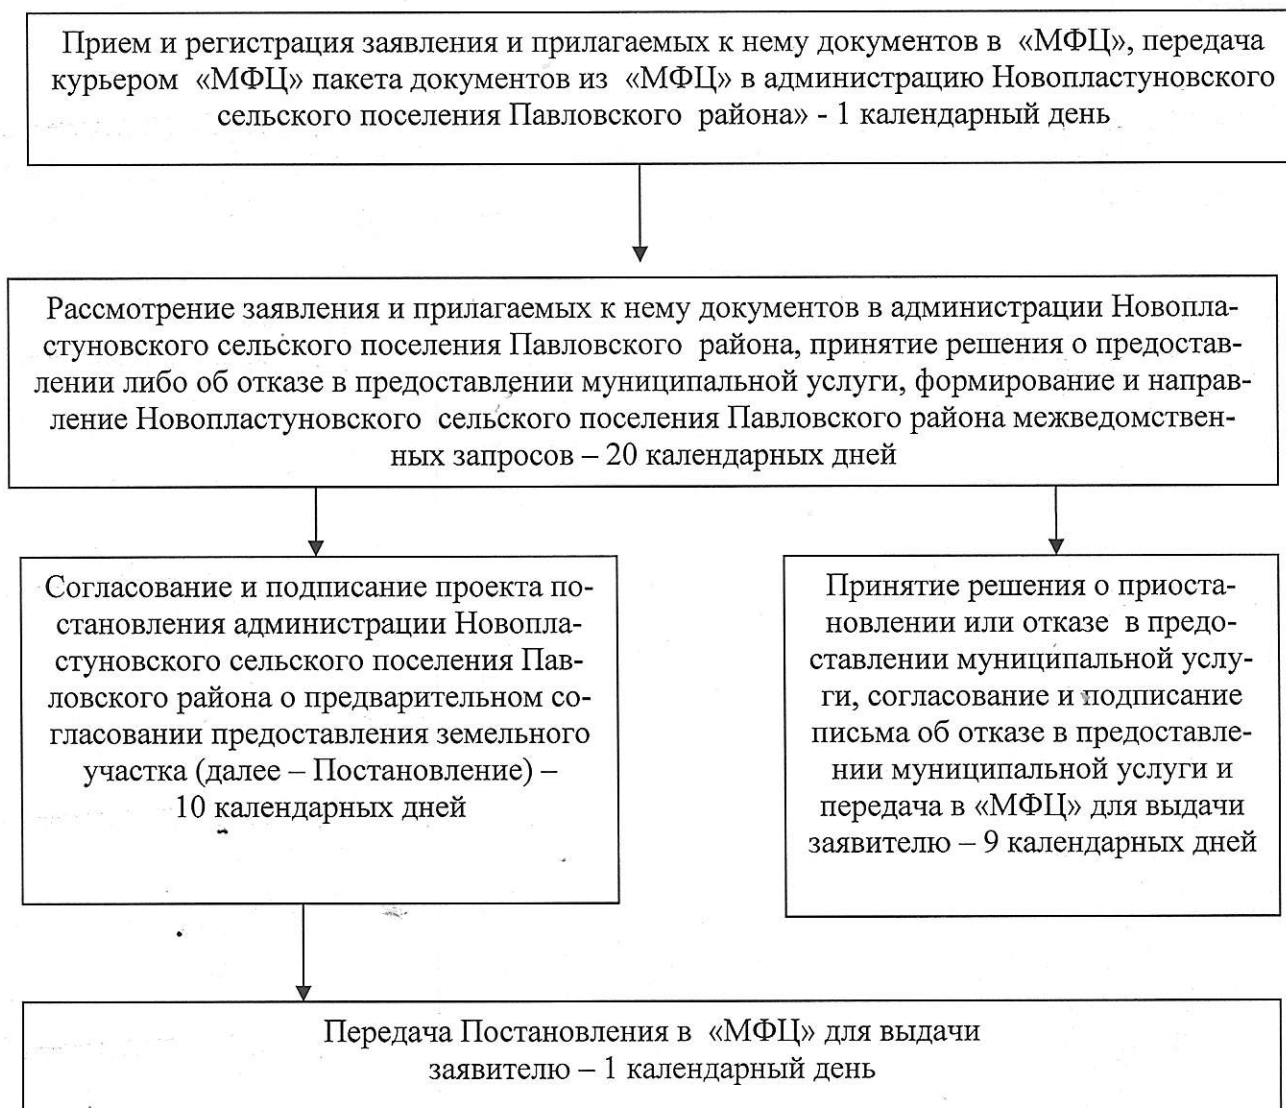 Прием и регистрация заявления и прилагаемых к нему документов в «МФЦ», передача
курьером «МФЦ» пакета документов из «МФЦ» в администрацию Новопластуновского
сельского поселения Павловского района» - 1 календарный день
Рассмотрение заявления и прилагаемых к нему документов в администрации Новопла-
стуновского сельского поселения Павловского района, принятие решения о предостав-
лении либо об отказе в предоставлении муниципальной услуги, формирование и направ-
ление Новопластуновского сельского поселения Павловского района межведомствен-
ных запросов – 20 календарных дней
Согласование и подписание проекта по-
становления администрации Новопла-
стуновского сельского поселения Пав-
ловского района о предварительном со-
гласовании предоставления земельного
участка (далее – Постановление) –
10 календарных дней
Принятие решения о приоста-
новлении или отказе в предо-
ставлении муниципальной услу-
ги, согласование и подписание
письма об отказе в предоставле-
нии муниципальной услуги и
передача в «МФЦ» для выдачи
заявителю – 9 календарных дней
Передача Постановления в «МФЦ» для выдачи
заявителю – 1 календарный день